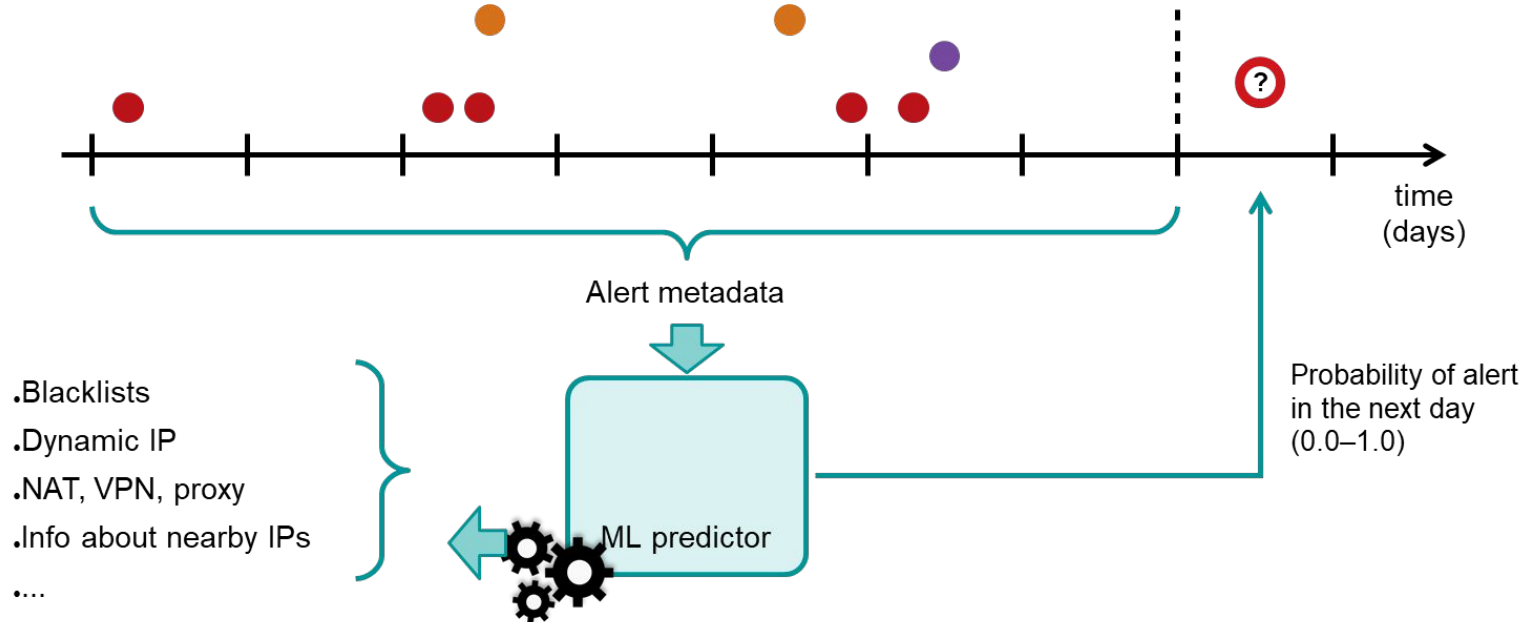 ?
time
(days)
Alert metadata
.Blacklists
.Dynamic IP
.NAT, VPN, proxy
.Info about nearby IPs
....
ML predictor
Probability of alert
in the next day
(0.0–1.0)